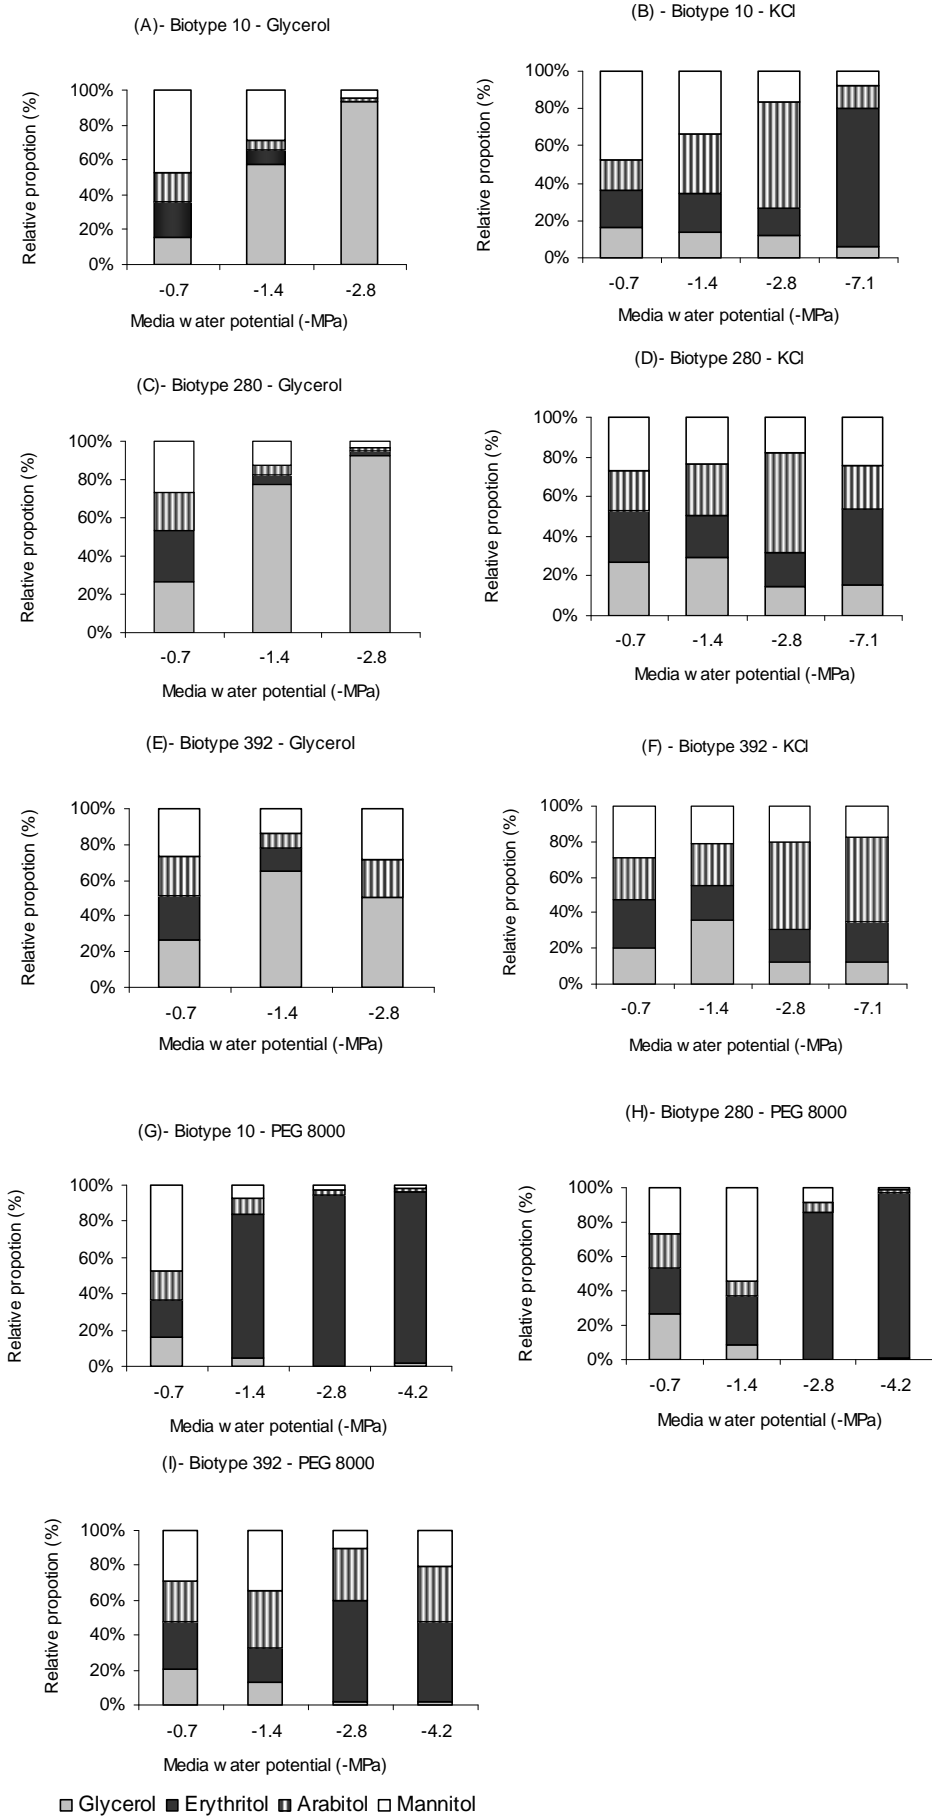 (A)- Biotype 10 - Glycerol
Relative propotion (%)
100%
80%
60%
40%
20%
0%
-0.7 -1.4 -2.8
Media water potential (-MPa)
(B) - Biotype 10 - KCl
Relative propotion (%)
100%
80%
60%
40%
20%
0%
-0.7 -1.4 -2.8 -7.1
Media water potential (-MPa)
(C)- Biotype 280 - Glycerol
Relative propotion (%)
100%
80%
60%
40%
20%
0%
-0.7 -1.4 -2.8
Media water potential (-MPa)
(D)- Biotype 280 - KCl
Relative propotion (%)
100%
80%
60%
40%
20%
0%
-0.7 -1.4 -2.8 -7.1
Media water potential (-MPa)
(E)- Biotype 392 - Glycerol
Relative propotion (%)
100%
80%
60%
40%
20%
0%
-0.7 -1.4 -2.8
Media water potential (-MPa)
(F) - Biotype 392 - KCl
Relative propotion (%)
100%
80%
60%
40%
20%
0%
-0.7 -1.4 -2.8 -7.1
Media water potential (-MPa)
(G)- Biotype 10 - PEG 8000
Relative propotion (%)
100%
80%
60%
40%
20%
0%
-0.7 -1.4 -2.8 -4.2
Media water potential (-MPa)
(H)- Biotype 280 - PEG 8000
Relative propotion (%)
100%
80%
60%
40%
20%
0%
-0.7 -1.4 -2.8 -4.2
Media water potential (-MPa)
(I)- Biotype 392 - PEG 8000
Relative propotion (%)
100%
80%
60%
40%
20%
0%
-0.7 -1.4 -2.8 -4.2
Media water potential (-MPa)
Glycerol Erythritol Arabitol Mannitol